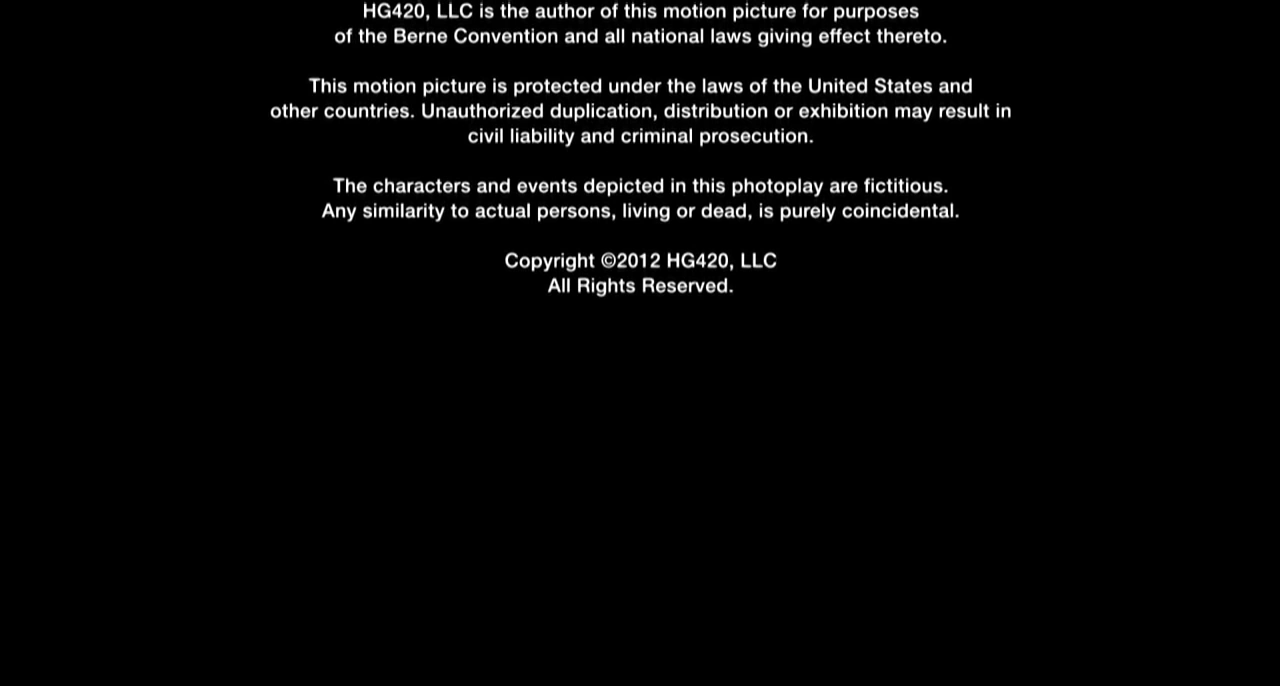 HG420, LLC is the author of this motion picture for purposes
of the Berne Convention and all national laws giving effect thereto.
This motion picture is protected under the laws of the United States and
other countries. Unauthorized duplication, distribution or exhibition may result in
civil liability and criminal prosecution.
The characters and events depicted in this photoplay are fictitious.
Any similarity to actual persons, living or dead, is purely coincidental.
Copyright ©2012 HG420, LLC
All Rights Reserved.